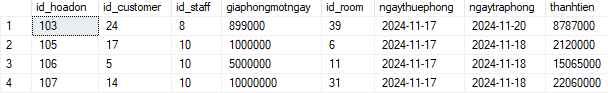 id_hoadon id_customer id_staff giaphongmotngay id_room ngaythuephong ngaytraphong thanhtien
1 103 24 8 899000 39 2024-11-17 2024-11-20 8787000
2 105 17 10 1000000 6 2024-11-17 2024-11-18 2120000
3 106 5 10 5000000 11 2024-11-17 2024-11-18 15065000
4 107 14 10 10000000 31 2024-11-17 2024-11-18 22060000